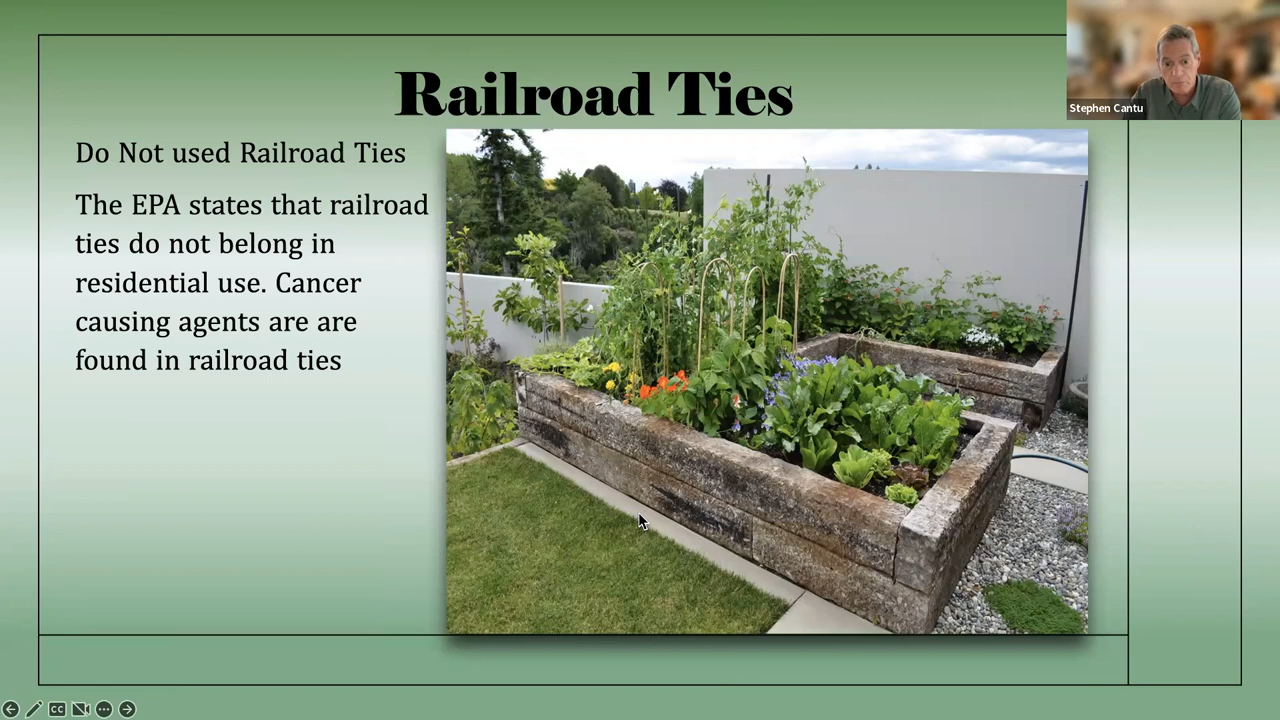 Railroad Ties
Stephen Cantu
Do Not used Railroad Ties
The EPA states that railroad
ties do not belong in
residential use. Cancer
causing agents are are
found in railroad ties
CC